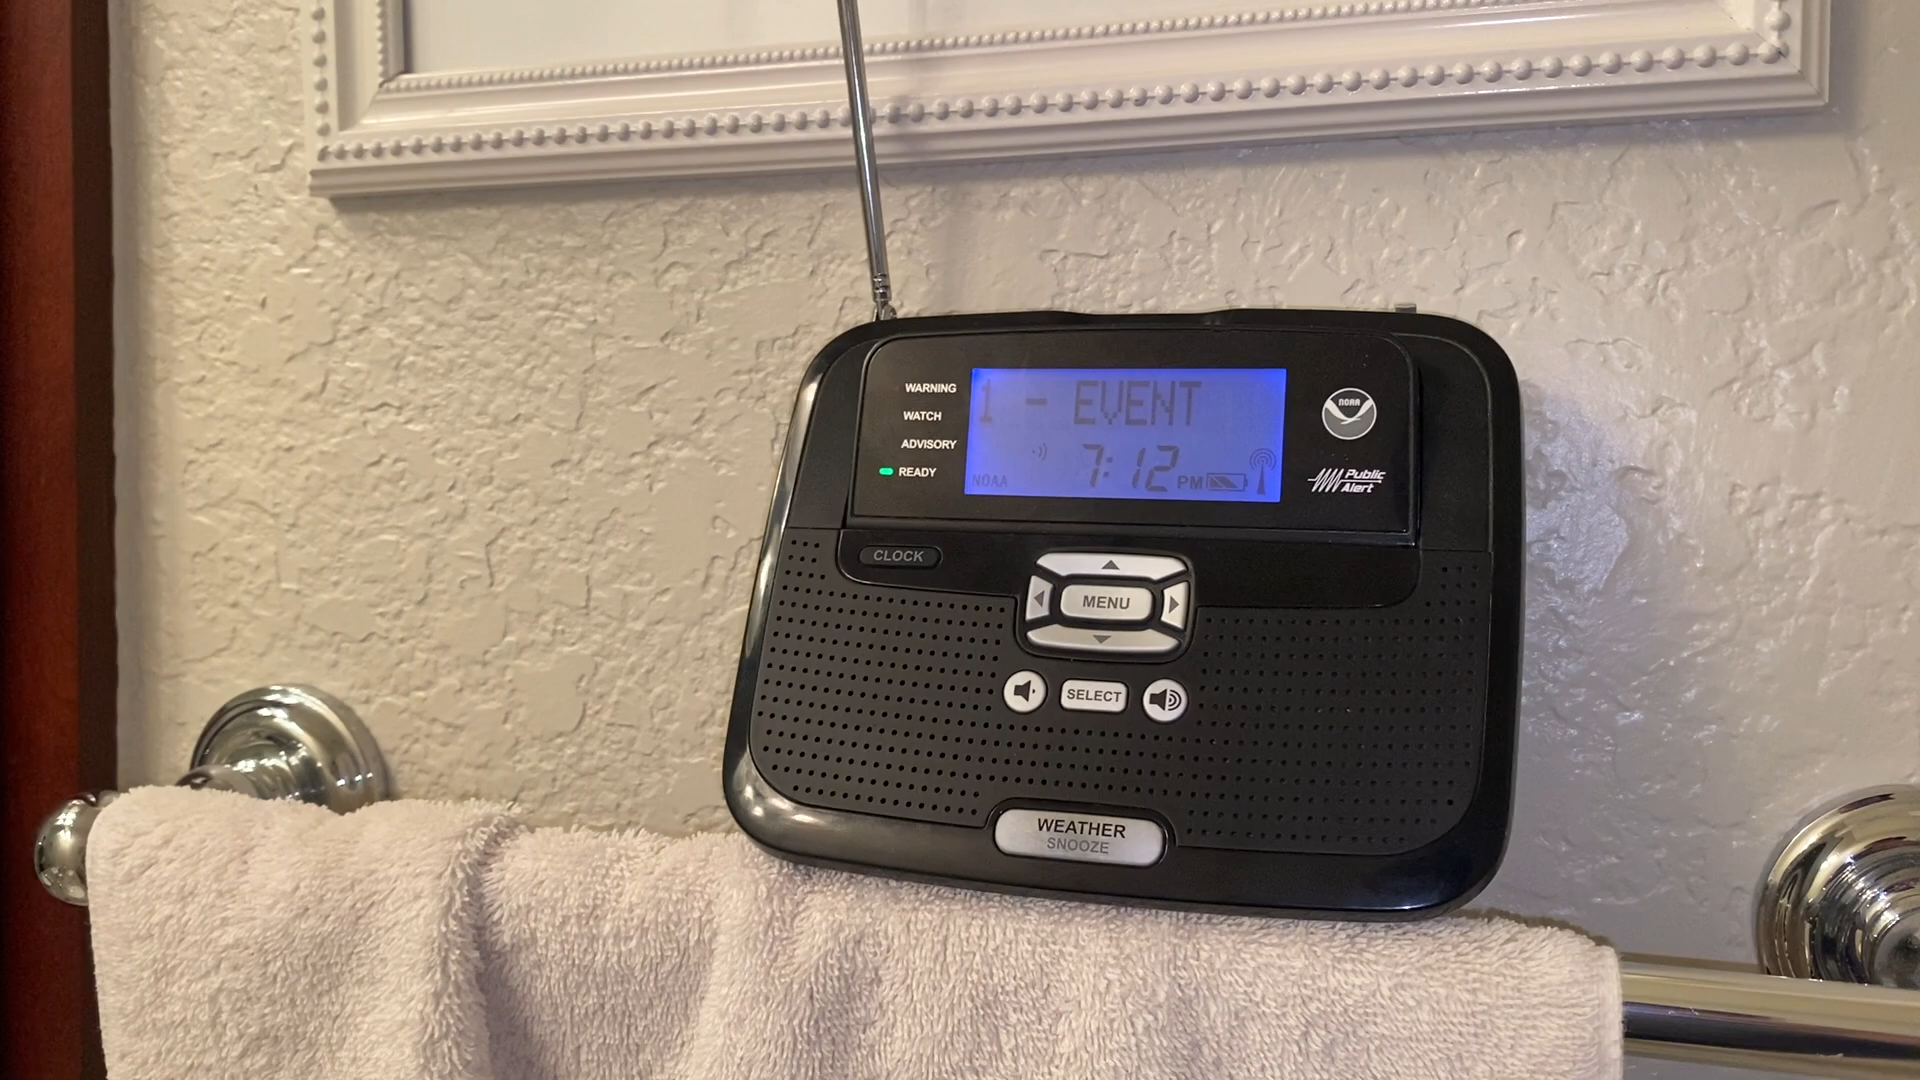 WARNING
WATCH
ADVISORY
READY
1 - EVENT
NOAA
7:12 PM
NOAA
Public
Alert
CLOCK
MENU
SELECT
WEATHER
SNOOZE